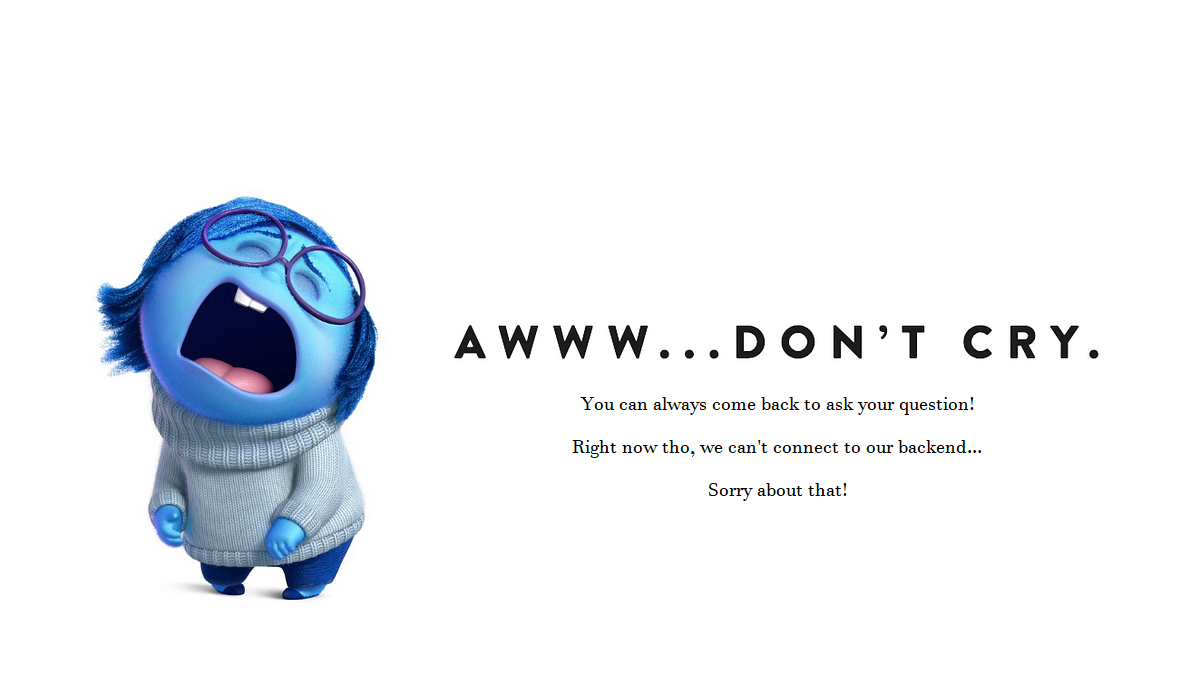 AWWW...DON’T CRY.
You can always come back to ask your question!
Right now tho, we can't connect to our backend...
Sorry about that!